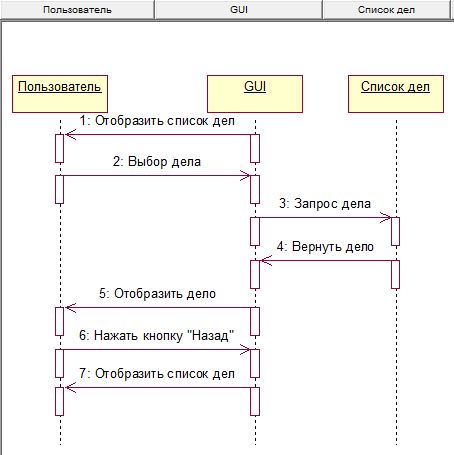 Пользователь GUI Список дел
Пользователь GUI Список дел
1: Отобразить список дел
2: Выбор дела
3: Запрос дела
4: Вернуть дело
5: Отобразить дело
6: Нажать кнопку "Назад"
7: Отобразить список дел